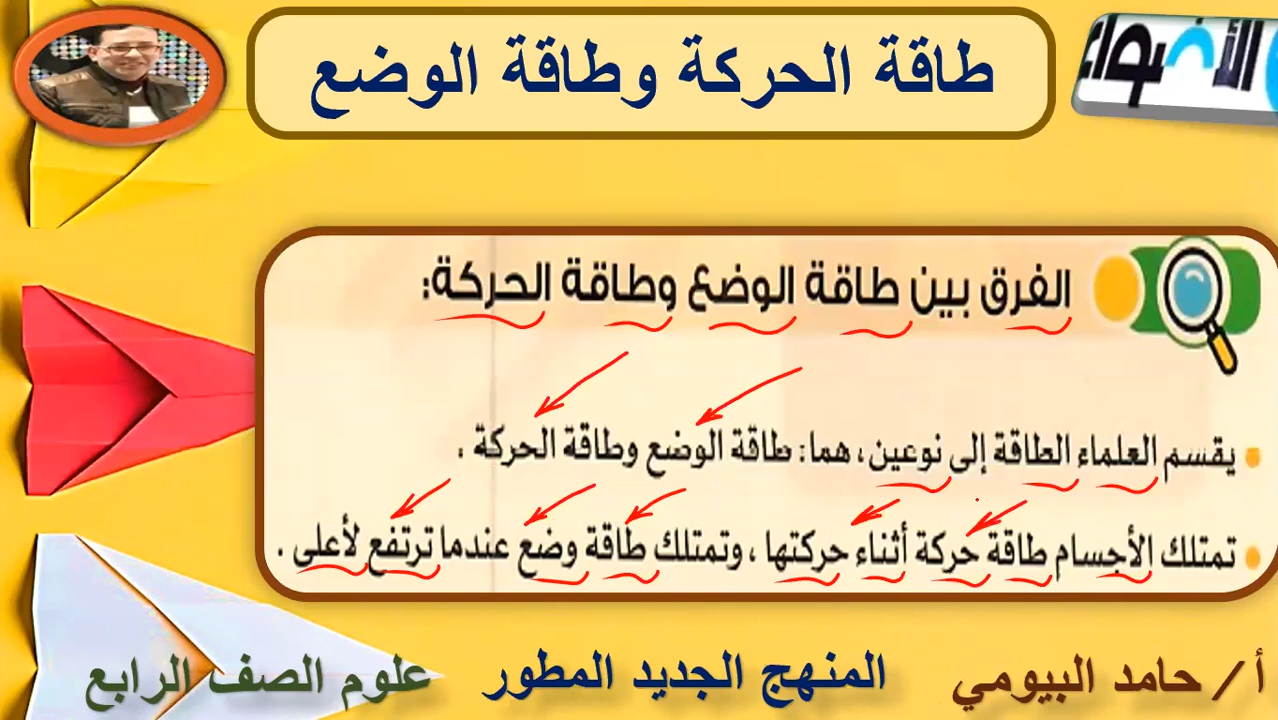 طاقة الحركة وطاقة الوضع
الأضواء
الفرق بين طاقة الوضع وطاقة الحركة:
يقسم العلماء الطاقة إلى نوعين، هما: طاقة الوضع وطاقة الحركة.
تمتلك الأجسام طاقة حركة أثناء حركتها، وتمتلك طاقة وضع عندما ترتفع لأعلى.
أ/ حامد البيومي
المنهج الجديد المطور
علوم الصف الرابع